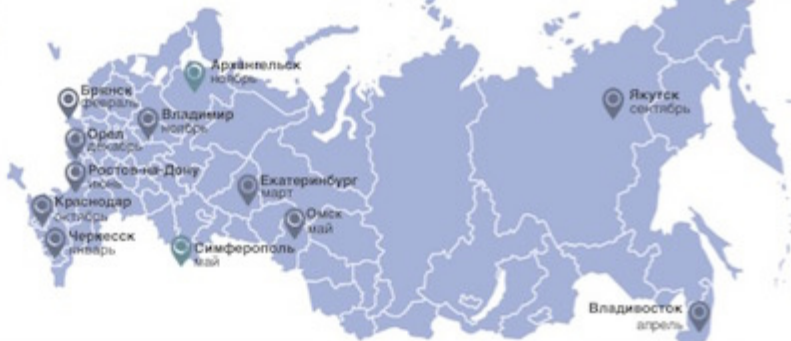 Архангельск
ноябрь
Брянск
февраль
Владимир
ноябрь
Якутск
сентябрь
Орел
декабрь
Ростов-на-Дону
июнь
Екатеринбург
март
Краснодар
октябрь
Омск
май
Черкесск
январь
Симферополь
май
Владивосток
апрель